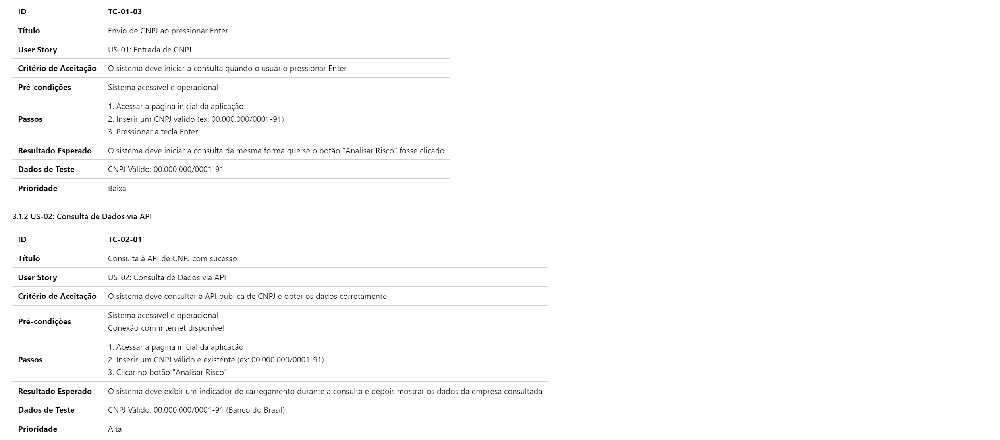 ID TC-01-03
Título Envio de CNPJ ao pressionar Enter
User Story US-01: Entrada de CNPJ
Critério de Aceitação O sistema deve iniciar a consulta quando o usuário pressionar Enter
Pré-condições Sistema acessível e operacional
1. Acessar a página inicial da aplicação
Passos 2. Inserir um CNPJ válido (ex: 00.000.000/0001-91)
3. Pressionar a tecla Enter
Resultado Esperado O sistema deve iniciar a consulta da mesma forma que se o botão "Analisar Risco" fosse clicado
Dados de Teste CNPJ Válido: 00.000.000/0001-91
Prioridade Baixa
3.1.2 US-02: Consulta de Dados via API
ID TC-02-01
Título Consulta à API de CNPJ com sucesso
User Story US-02: Consulta de Dados via API
Critério de Aceitação O sistema deve consultar a API pública de CNPJ e obter os dados corretamente
Pré-condições Sistema acessível e operacional
Conexão com internet disponível
1. Acessar a página inicial da aplicação
Passos 2. Inserir um CNPJ válido e existente (ex: 00.000.000/0001-91)
3. Clicar no botão "Analisar Risco"
Resultado Esperado O sistema deve exibir um indicador de carregamento durante a consulta e depois mostrar os dados da empresa consultada
Dados de Teste CNPJ Válido: 00.000.000/0001-91 (Banco do Brasil)
Prioridade Alta